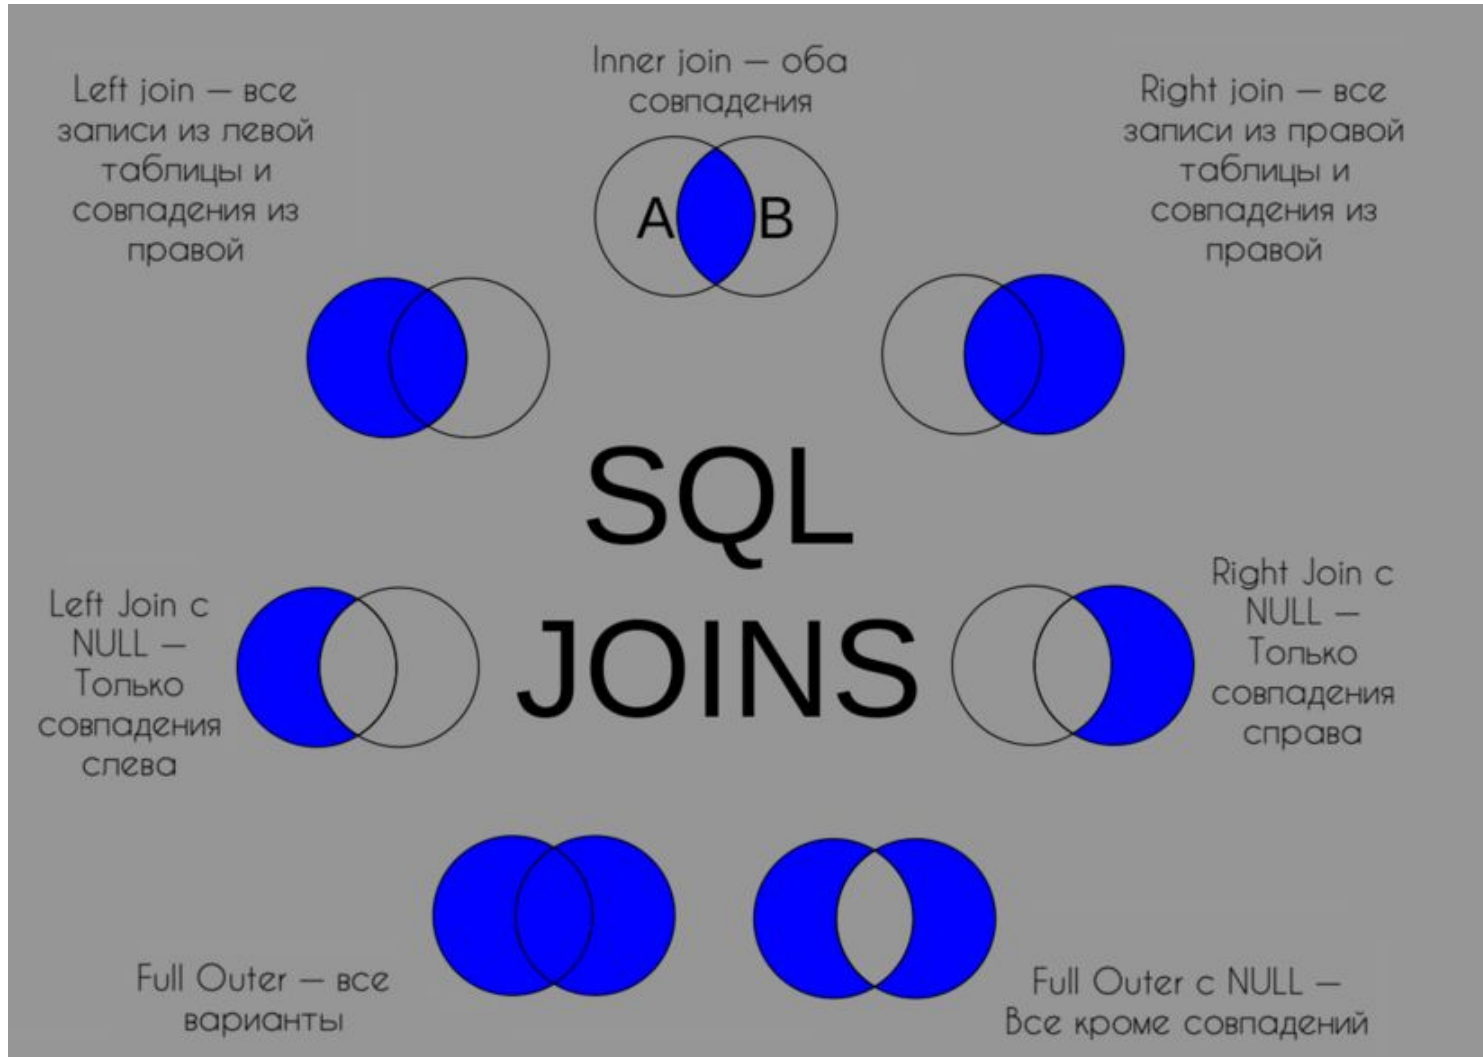 Inner join — оба
совпадения
Left join — все
записи из левой
таблицы и
совпадения из
правой
Right join — все
записи из правой
таблицы и
совпадения из
правой
A B
SQL
JOINS
Left Join с
NULL —
Только
совпадения
слева
Right Join с
NULL —
Только
совпадения
справа
Full Outer — все
варианты
Full Outer с NULL —
Все кроме совпадений